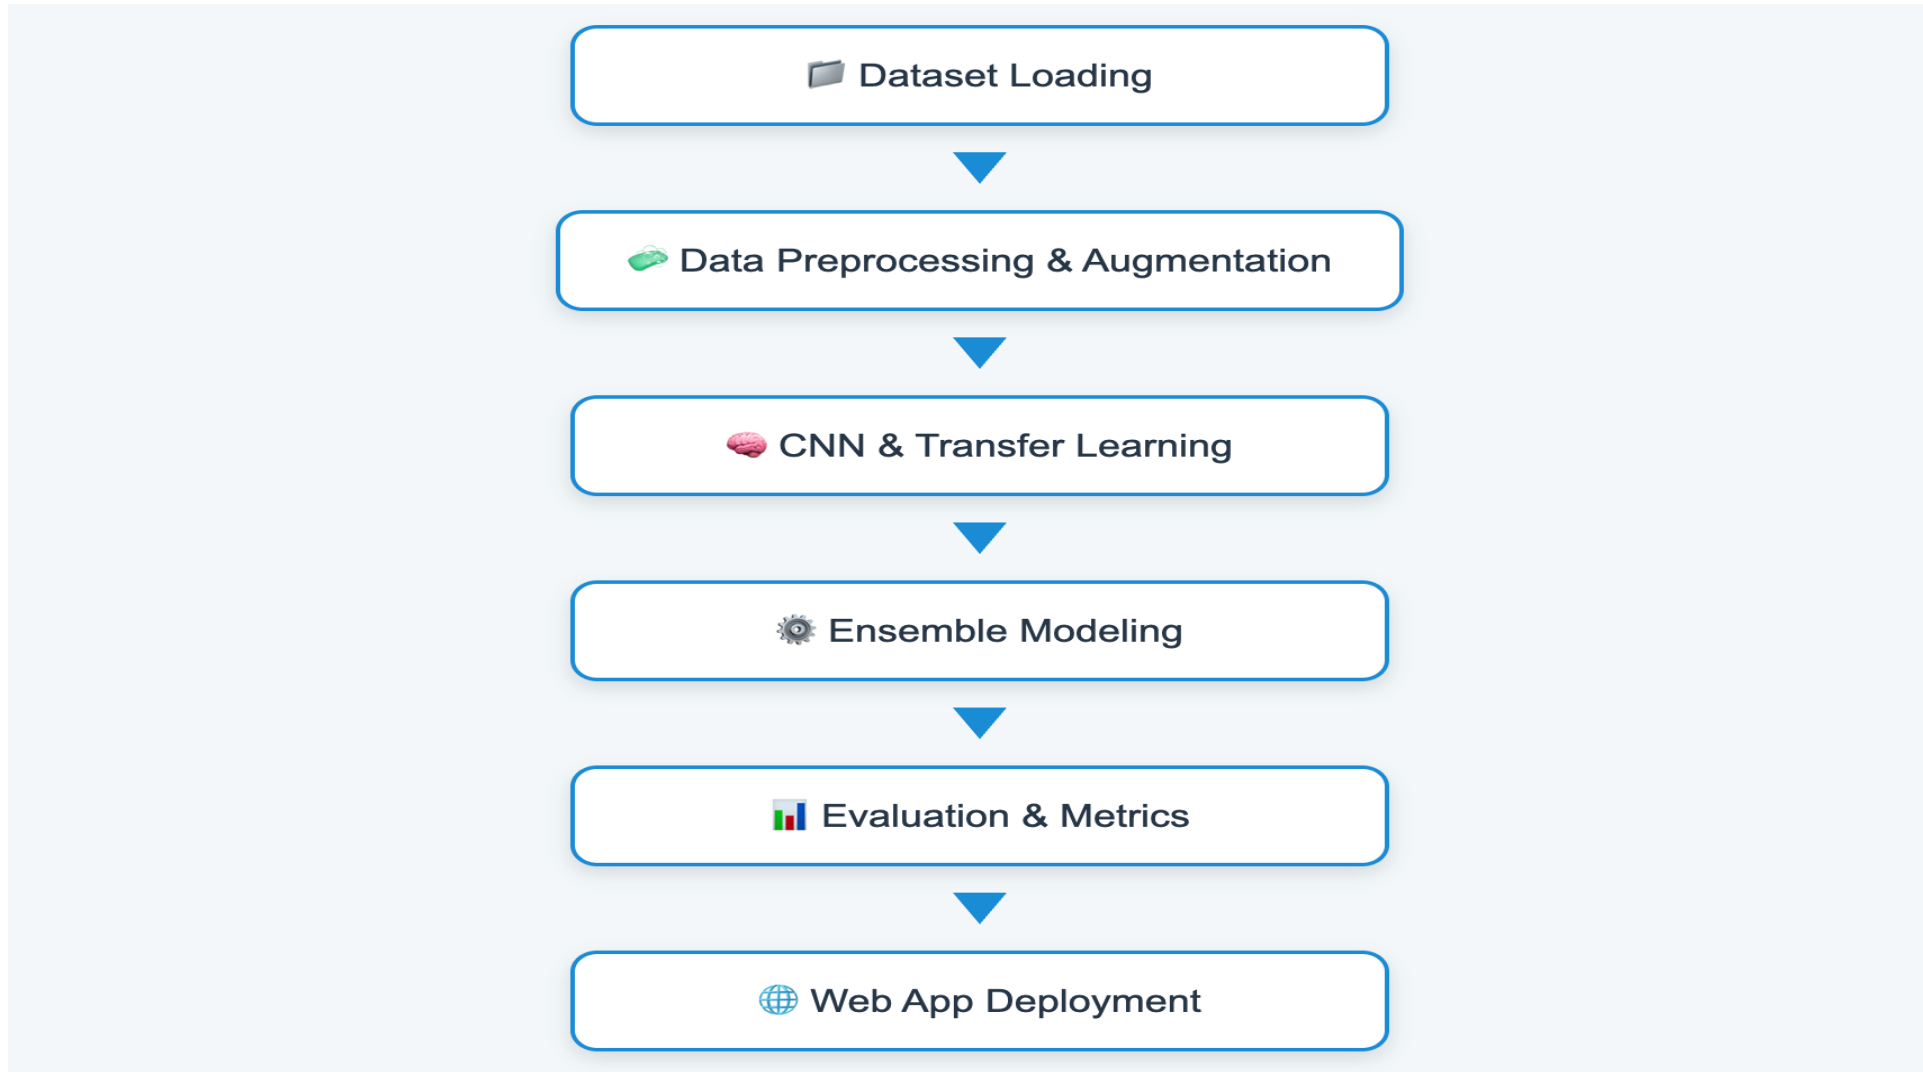 Dataset Loading
Data Preprocessing & Augmentation
CNN & Transfer Learning
Ensemble Modeling
Evaluation & Metrics
Web App Deployment